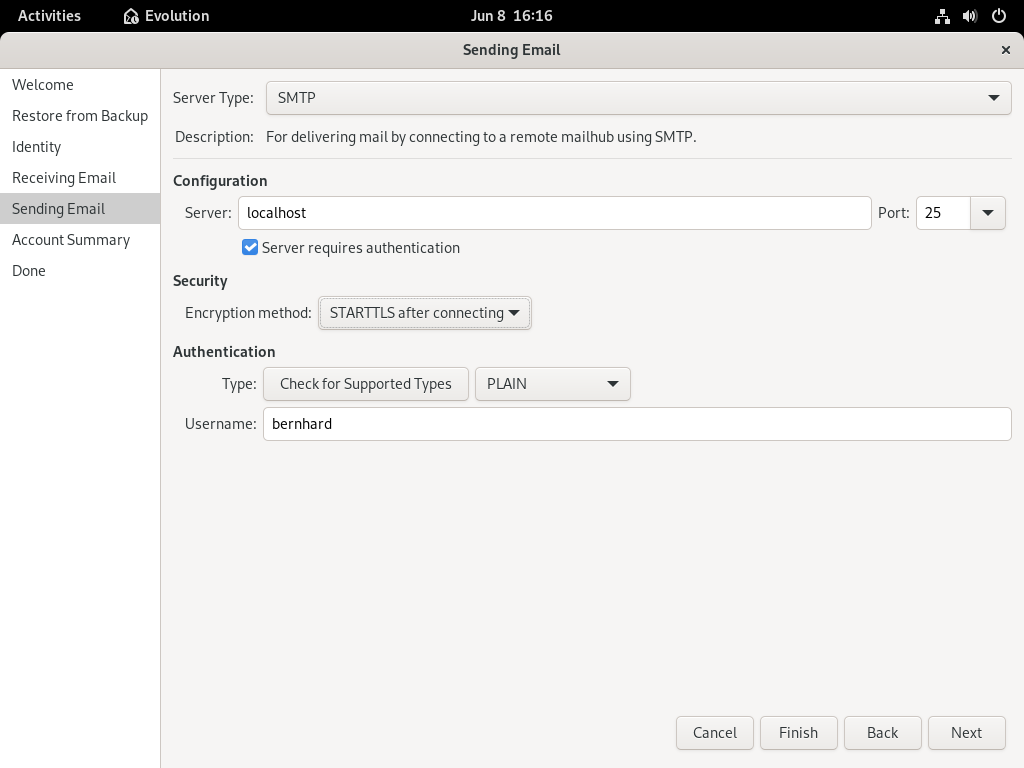 Activities Evolution Jun 8 16:16
Sending Email
Welcome
Restore from Backup
Identity
Receiving Email
Sending Email
Account Summary
Done
Server Type: SMTP
Description: For delivering mail by connecting to a remote mailhub using SMTP.
Configuration
Server: localhost Port: 25
Server requires authentication
Security
Encryption method: STARTTLS after connecting
Authentication
Type: Check for Supported Types PLAIN
Username: bernhard
Cancel Finish Back Next